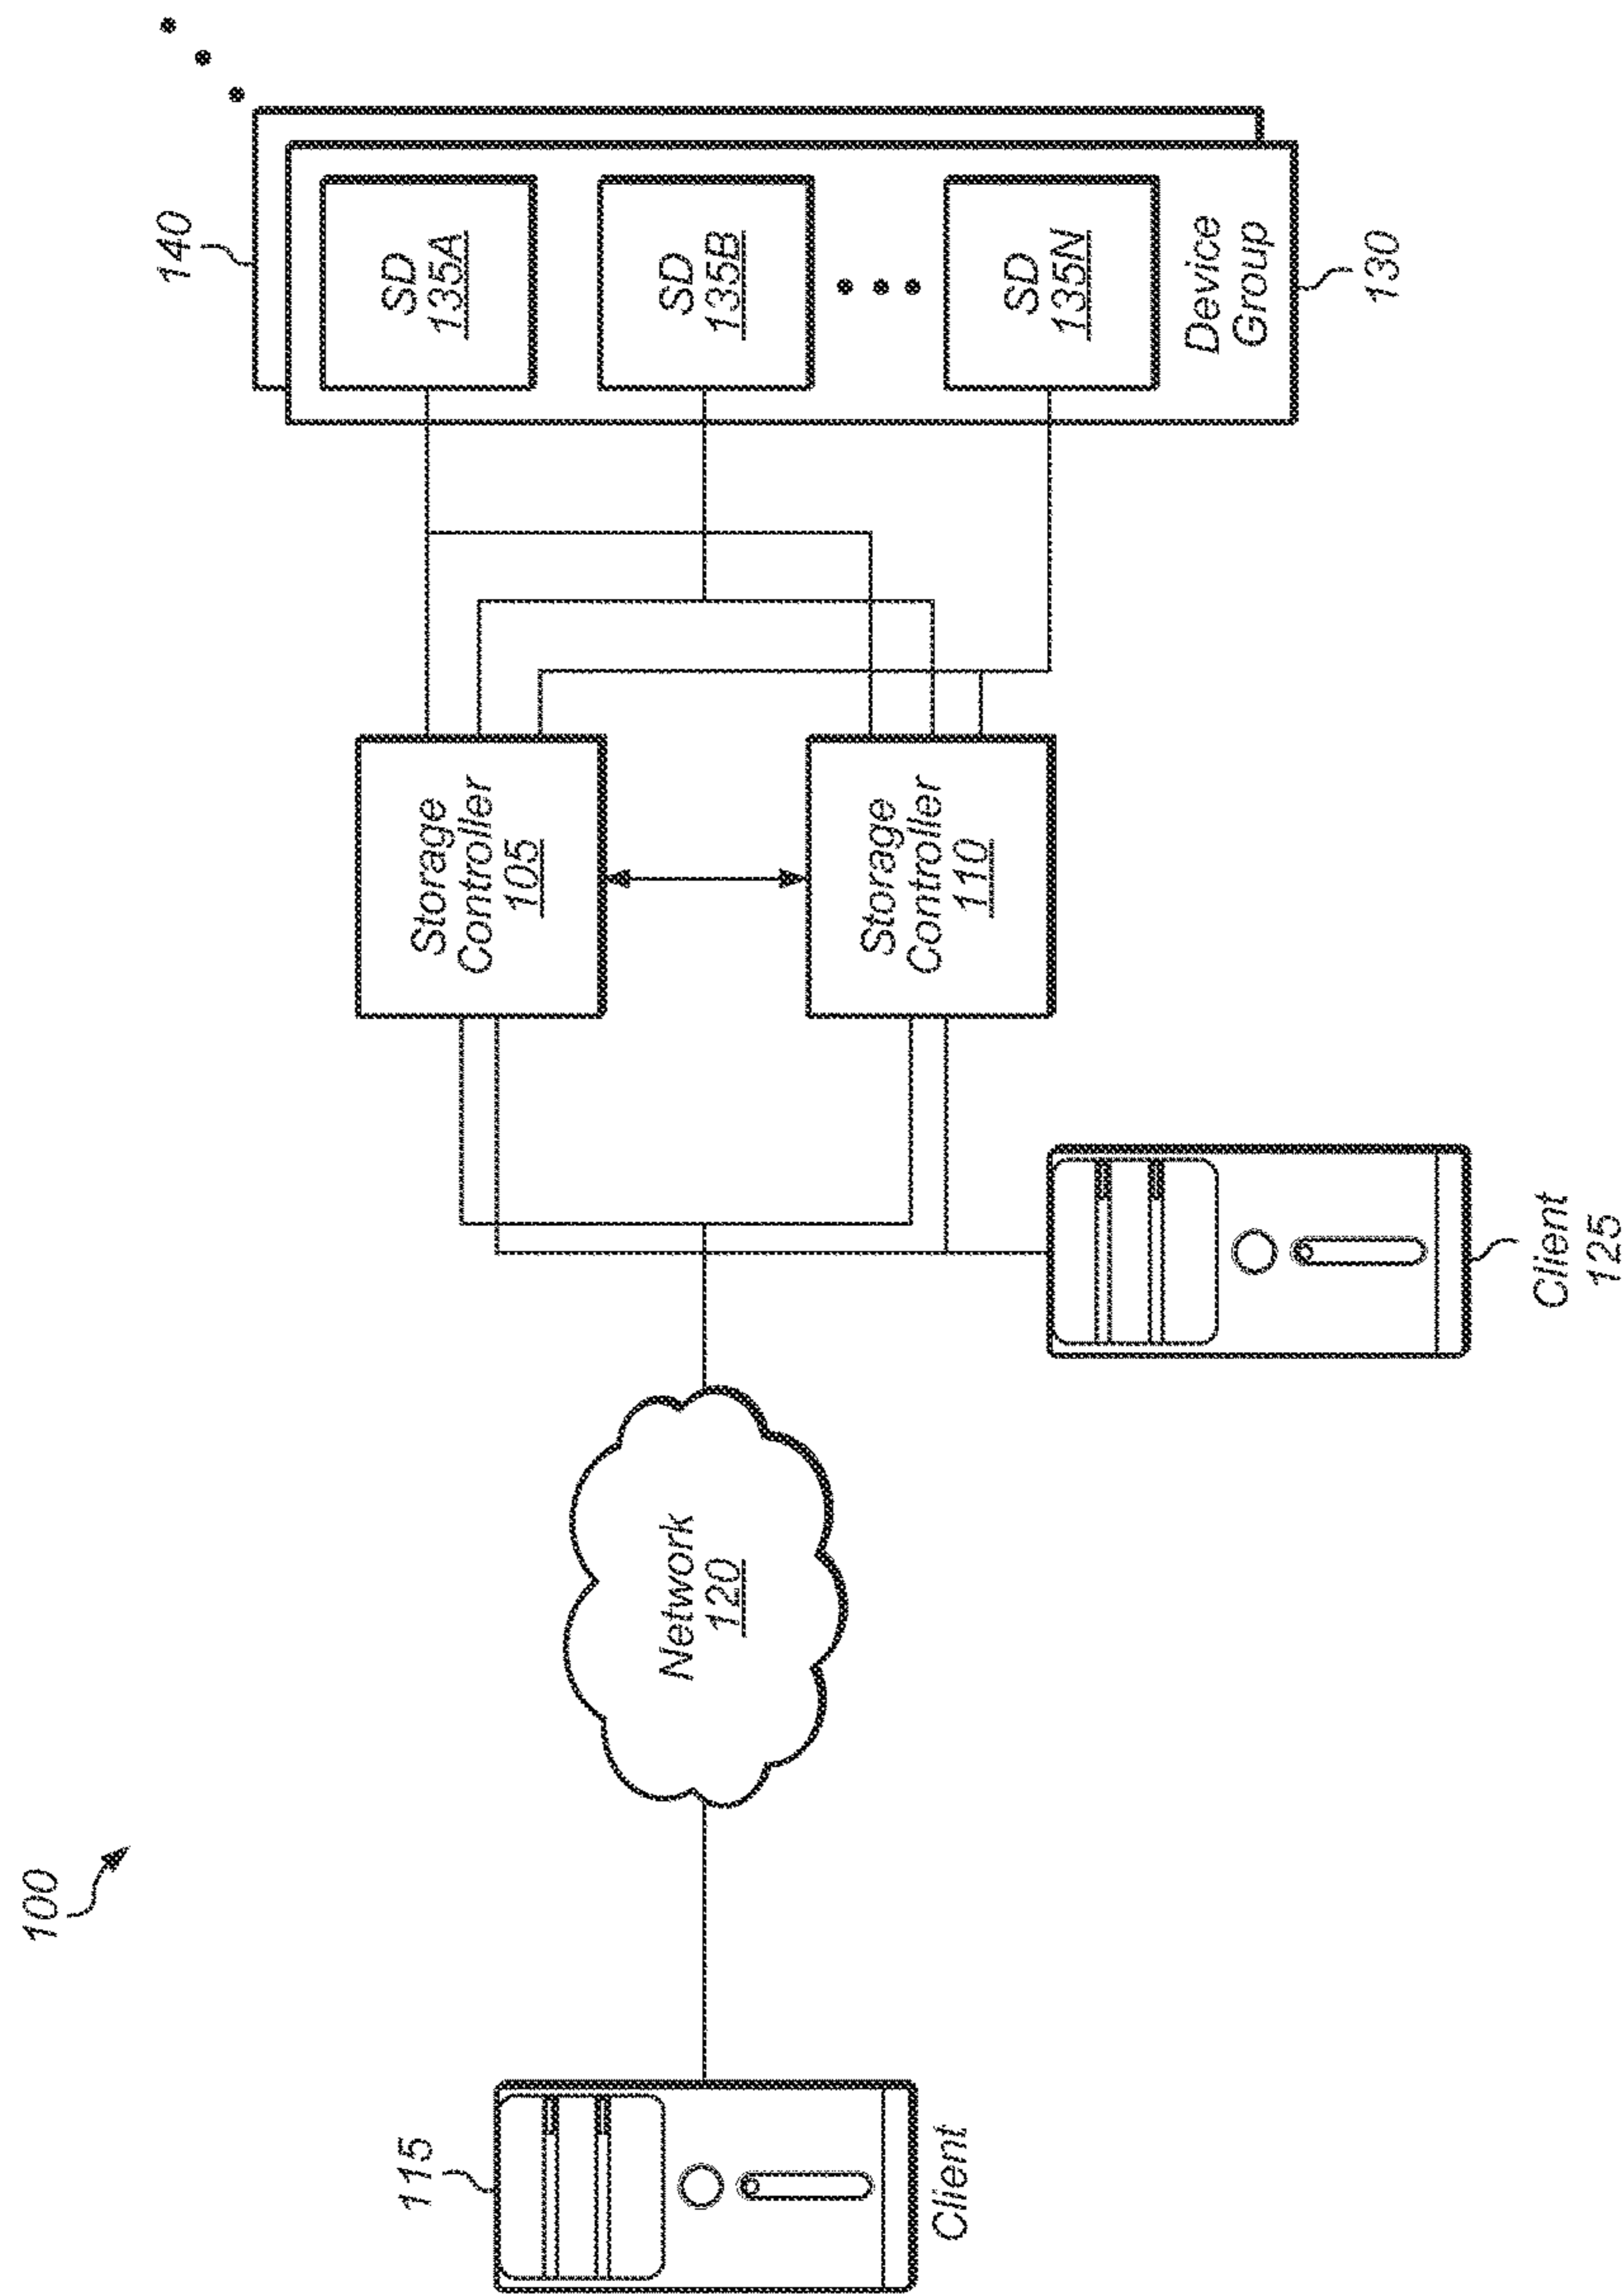 100
115
Client
Network
120
Client
125
Storage
Controller
105
Storage
Controller
110
140
SD
135A
SD
135B
SD
135N
Device
Group
130